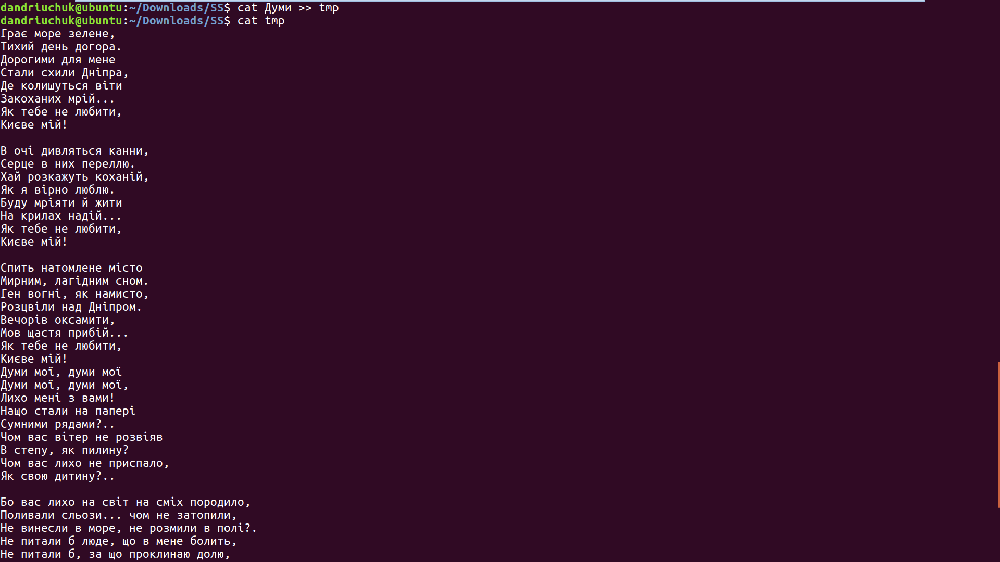 dandriuchuk@ubuntu:~/Downloads/SS$ cat Думи >> tmp
dandriuchuk@ubuntu:~/Downloads/SS$ cat tmp
Грає море зелене,
Тихий день догора.
Дорогими для мене
Стали схили Дніпра,
Де колишуться віти
Закоханих мрій...
Як тебе не любити,
Києве мій!

В очі дивляться канни,
Серце в них переллю.
Хай розкажуть коханій,
Як я вірно люблю.
Буду мріяти й жити
На крилах надій...
Як тебе не любити,
Києве мій!

Спить натомлене місто
Мирним, лагідним сном.
Ген вогні, як намисто,
Розцвіли над Дніпром.
Вечорів оксамити,
Мов щастя прибій...
Як тебе не любити,
Києве мій!
Думи мої, думи мої
Думи мої, думи мої,
Лихо мені з вами!
Нащо стали на папері
Сумними рядами?..
Чом вас вітер не розвіяв
В степу, як пилину?
Чом вас лихо не приспало,
Як свою дитину?..

Бо вас лихо на світ на сміх породило,
Поливали сльози... чом не затопили,
Не винесли в море, не розмили в полі?.
Не питали б люде, що в мене болить,
Не питали б, за що проклинаю долю,